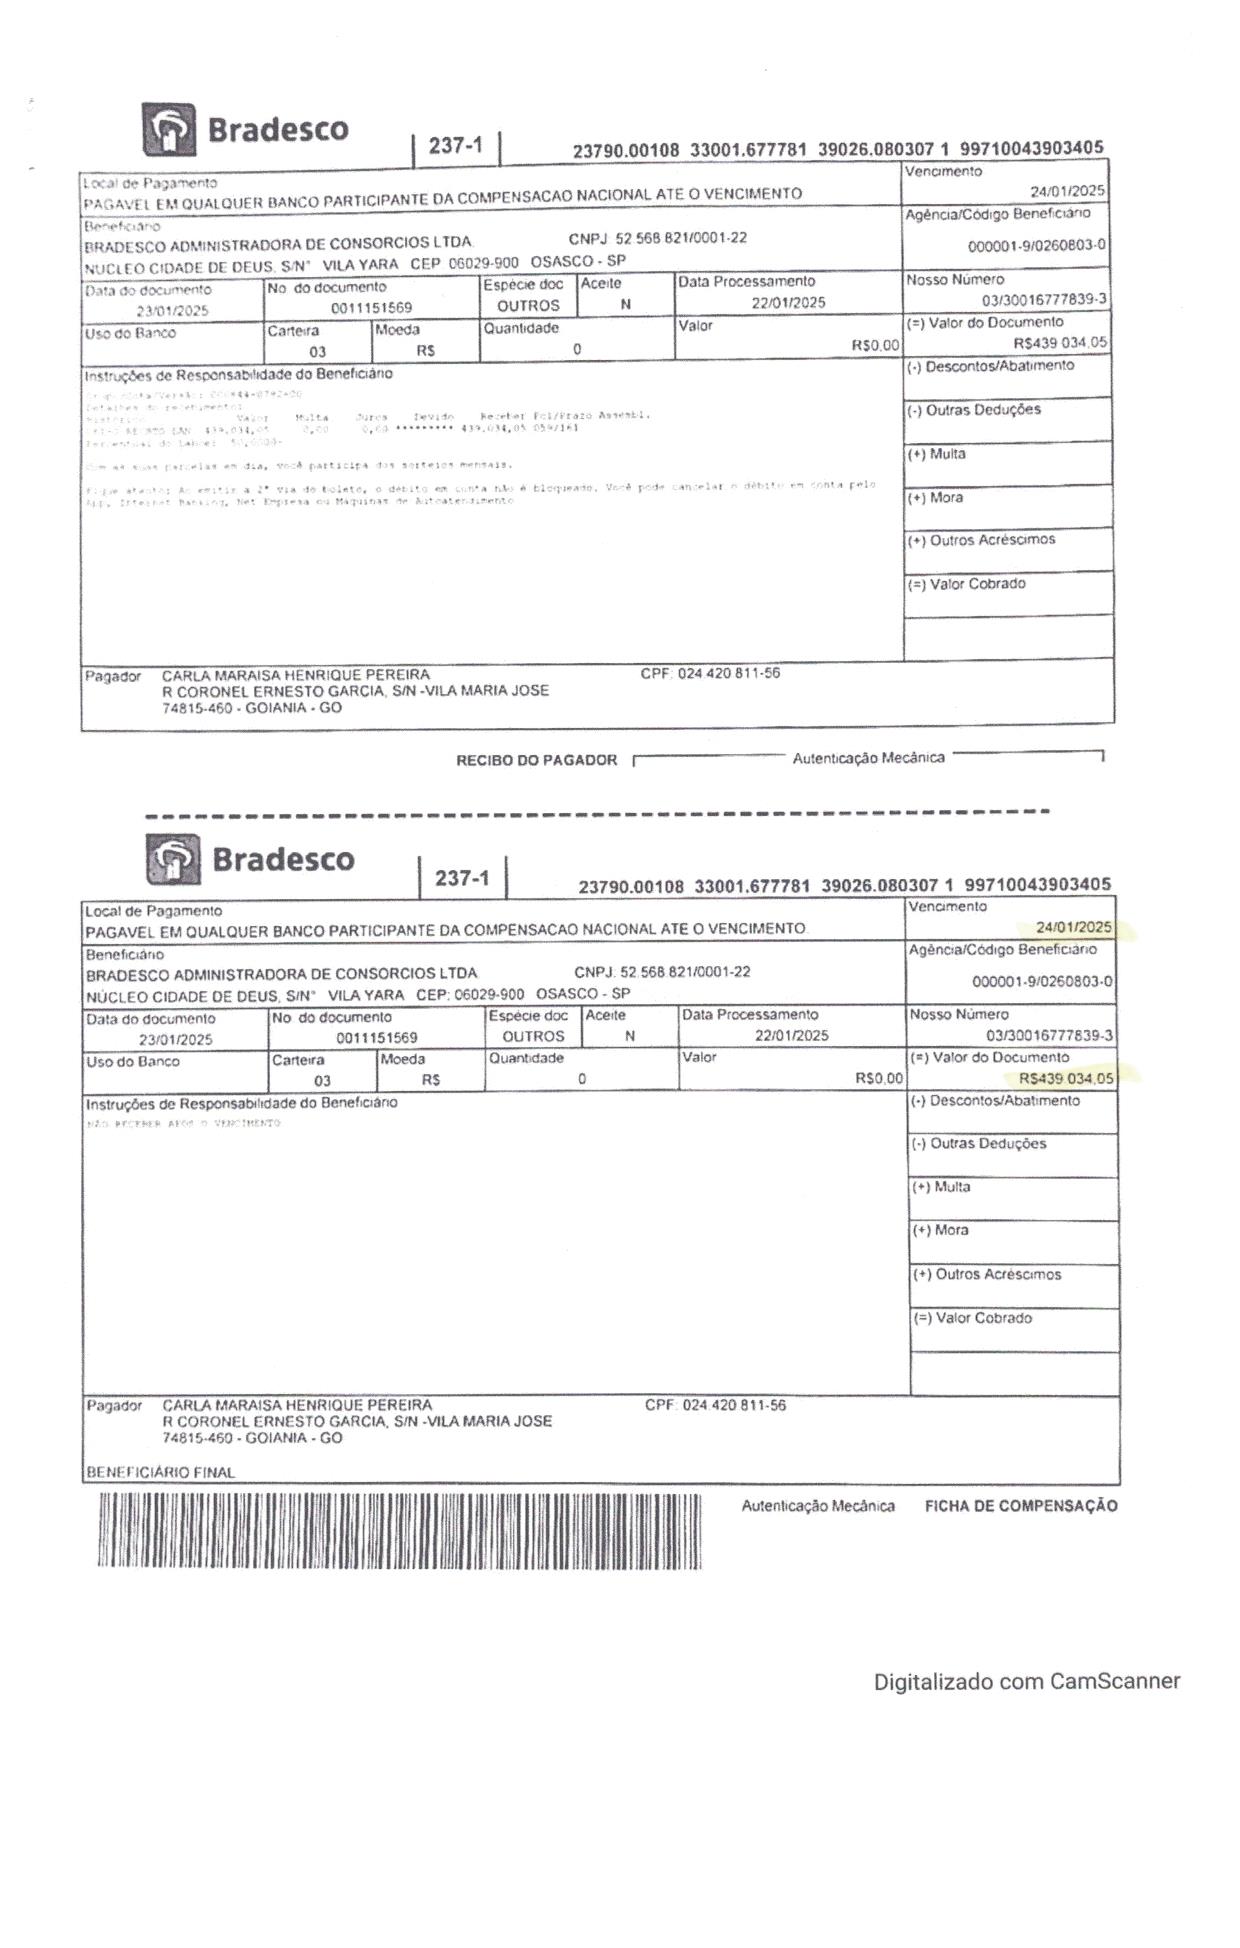 Bradesco
237-1
23790.00108 33001.677781 39026.080307 1 99710043903405
Local de Pagamento
PAGAVEL EM QUALQUER BANCO PARTICIPANTE DA COMPENSACAO NACIONAL ATE O VENCIMENTO
Vencimento
24/01/2025
Beneficiário
BRADESCO ADMINISTRADORA DE CONSORCIOS LTDA CNPJ: 52 568 821/0001-22
NUCLEO CIDADE DE DEUS, S/N° VILA YARA CEP 06029-900 OSASCO - SP
Agência/Código Beneficiário
000001-9/0260803-0
Data do documento
23/01/2025
No do documento
0011151569
Espécie doc
OUTROS
Aceite
N
Data Processamento
22/01/2025
Nosso Número
03/30016777839-3
Uso do Banco
Carteira
03
Moeda
R$
Quantidade
0
Valor
R$0,00
(=) Valor do Documento
R$439 034,05
Instruções de Responsabilidade do Beneficiário
Detalhes do recebimento:
Valor Multa Juros Devido Receber Pcl/Prazo Assembl.
439.034,05 0,00 0,00 ********* 439.034,05 059/161
Com as suas parcelas em dia, você participa dos sorteios mensais.
Fique atento: Ao emitir a 2ª via do boleto, o débito em conta não é bloqueado. Você pode cancelar o débito em conta pelo
App, Internet Banking, Net Empresa ou Máquinas de Autoatendimento
(-) Descontos/Abatimento
(-) Outras Deduções
(+) Multa
(+) Mora
(+) Outros Acréscimos
(=) Valor Cobrado
Pagador CARLA MARAISA HENRIQUE PEREIRA CPF: 024 420 811-56
R CORONEL ERNESTO GARCIA, S/N -VILA MARIA JOSE
74815-460 - GOIANIA - GO
RECIBO DO PAGADOR Autenticação Mecânica
Bradesco
237-1
23790.00108 33001.677781 39026.080307 1 99710043903405
Local de Pagamento
PAGAVEL EM QUALQUER BANCO PARTICIPANTE DA COMPENSACAO NACIONAL ATE O VENCIMENTO
Vencimento
24/01/2025
Beneficiário
BRADESCO ADMINISTRADORA DE CONSORCIOS LTDA CNPJ: 52 568 821/0001-22
NÚCLEO CIDADE DE DEUS, S/N° VILA YARA CEP: 06029-900 OSASCO - SP
Agência/Código Beneficiário
000001-9/0260803-0
Data do documento
23/01/2025
No do documento
0011151569
Espécie doc
OUTROS
Aceite
N
Data Processamento
22/01/2025
Nosso Número
03/30016777839-3
Uso do Banco
Carteira
03
Moeda
R$
Quantidade
0
Valor
R$0,00
(=) Valor do Documento
R$439 034,05
Instruções de Responsabilidade do Beneficiário
NÃO RECEBER APOS O VENCIMENTO
(-) Descontos/Abatimento
(-) Outras Deduções
(+) Multa
(+) Mora
(+) Outros Acréscimos
(=) Valor Cobrado
Pagador CARLA MARAISA HENRIQUE PEREIRA CPF: 024 420 811-56
R CORONEL ERNESTO GARCIA, S/N -VILA MARIA JOSE
74815-460 - GOIANIA - GO
BENEFICIÁRIO FINAL
Autenticação Mecânica FICHA DE COMPENSAÇÃO
Digitalizado com CamScanner